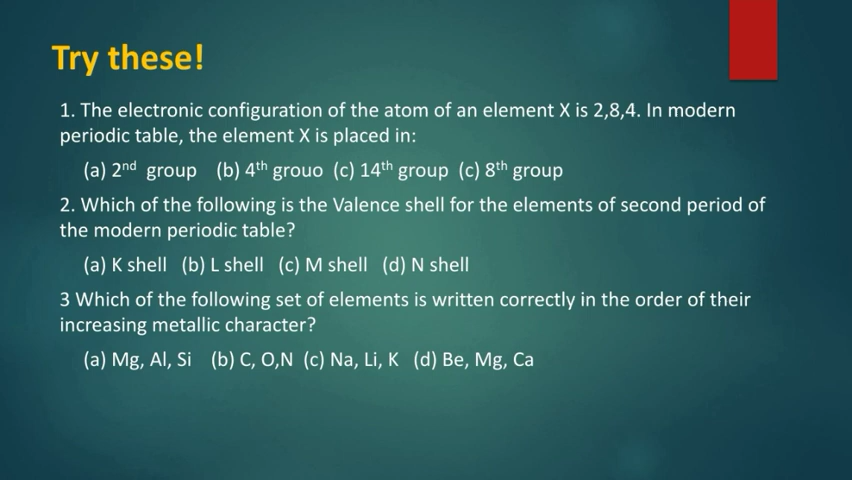 Try these!
1. The electronic configuration of the atom of an element X is 2,8,4. In modern
periodic table, the element X is placed in:
(a) 2nd group (b) 4th grouo (c) 14th group (c) 8th group
2. Which of the following is the Valence shell for the elements of second period of
the modern periodic table?
(a) K shell (b) L shell (c) M shell (d) N shell
3 Which of the following set of elements is written correctly in the order of their
increasing metallic character?
(a) Mg, Al, Si (b) C, O,N (c) Na, Li, K (d) Be, Mg, Ca